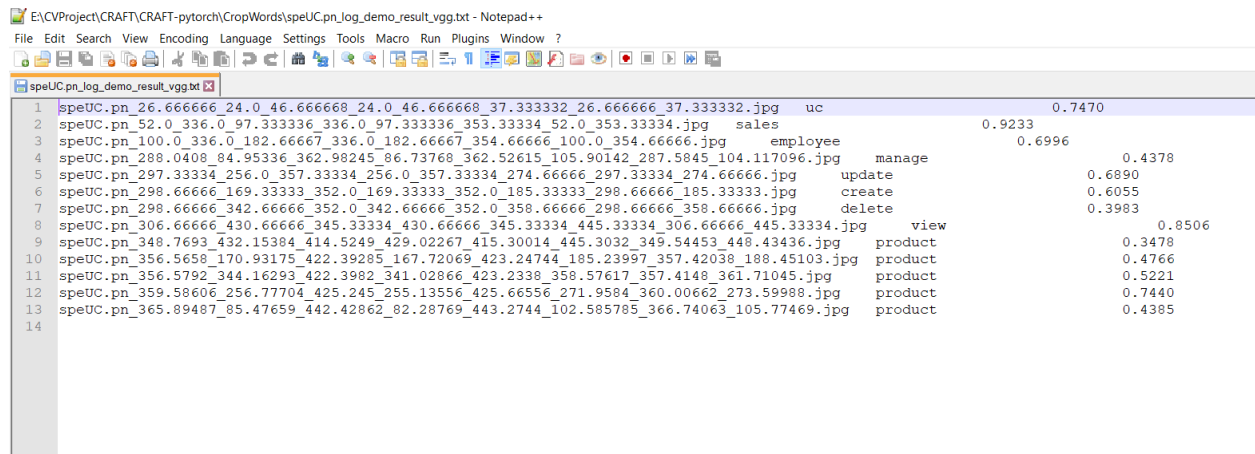 E:\CVProject\CRAFT\CRAFT-pytorch\CropWords\speUC.pn_log_demo_result_vgg.txt - Notepad++
File Edit Search View Encoding Language Settings Tools Macro Run Plugins Window ?
speUC.pn_log_demo_result_vgg.txt
1 speUC.pn_26.666666_24.0_46.666668_24.0_46.666668_37.333332_26.666666_37.333332.jpg uc 0.7470
2 speUC.pn_52.0_336.0_97.333336_336.0_97.333336_353.33334_52.0_353.33334.jpg sales 0.9233
3 speUC.pn_100.0_336.0_182.66667_336.0_182.66667_354.66666_100.0_354.66666.jpg employee 0.6996
4 speUC.pn_288.0408_84.95336_362.98245_86.73768_362.52615_105.90142_287.5845_104.117096.jpg manage 0.4378
5 speUC.pn_297.33334_256.0_357.33334_256.0_357.33334_274.66666_297.33334_274.66666.jpg update 0.6890
6 speUC.pn_298.66666_169.33333_352.0_169.33333_352.0_185.33333_298.66666_185.33333.jpg create 0.6055
7 speUC.pn_298.66666_342.66666_352.0_342.66666_352.0_358.66666_298.66666_358.66666.jpg delete 0.3983
8 speUC.pn_306.66666_430.66666_345.33334_430.66666_345.33334_445.33334_306.66666_445.33334.jpg view 0.8506
9 speUC.pn_348.7693_432.15384_414.5249_429.02267_415.30014_445.3032_349.54453_448.43436.jpg product 0.3478
10 speUC.pn_356.5658_170.93175_422.39285_167.72069_423.24744_185.23997_357.42038_188.45103.jpg product 0.4766
11 speUC.pn_356.5792_344.16293_422.3982_341.02866_423.2338_358.57617_357.4148_361.71045.jpg product 0.5221
12 speUC.pn_359.58606_256.77704_425.245_255.13556_425.66556_271.9584_360.00662_273.59988.jpg product 0.7440
13 speUC.pn_365.89487_85.47659_442.42862_82.28769_443.2744_102.585785_366.74063_105.77469.jpg product 0.4385
14